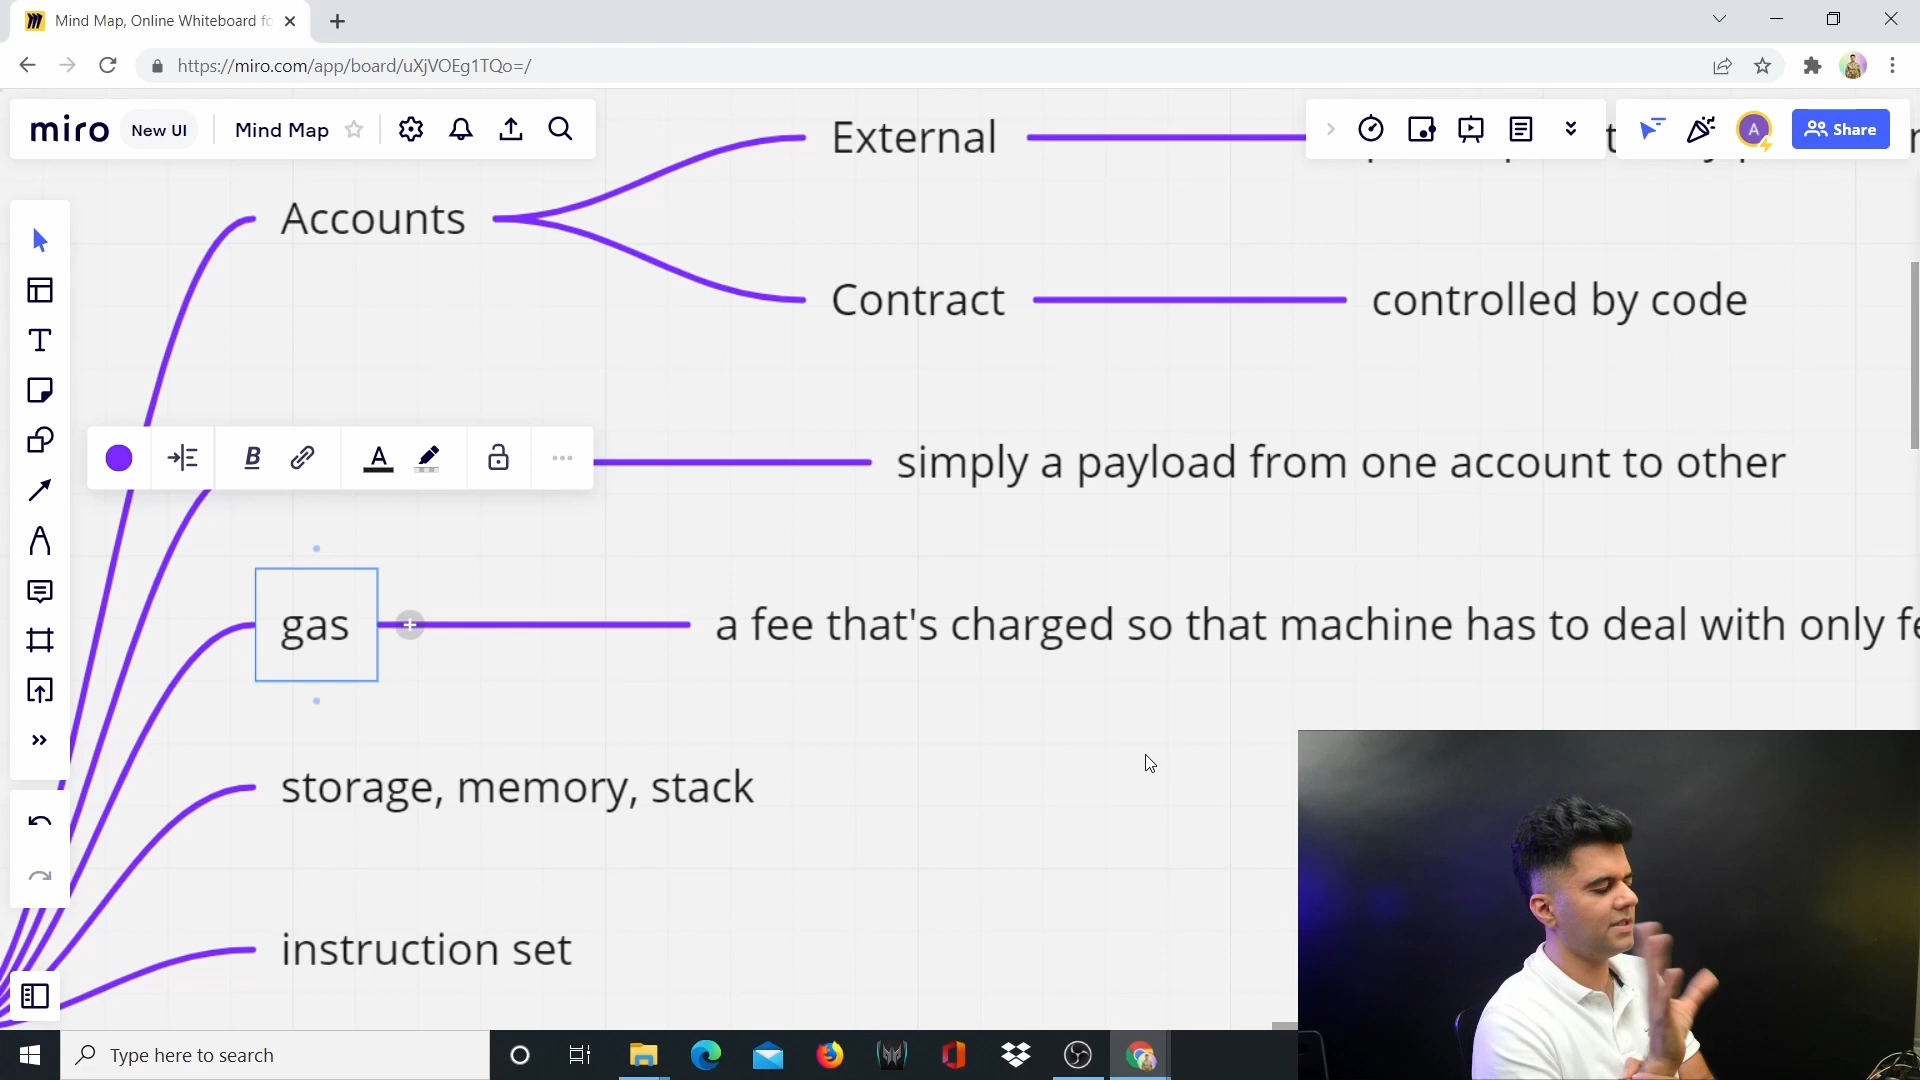 Mind Map, Online Whiteboard fo
https://miro.com/app/board/uXjVOEg1TQo=/
miro New UI Mind Map
A Share
External
Accounts
Contract controlled by code
B A
simply a payload from one account to other
gas a fee that's charged so that machine has to deal with only fe
storage, memory, stack
instruction set
Type here to search